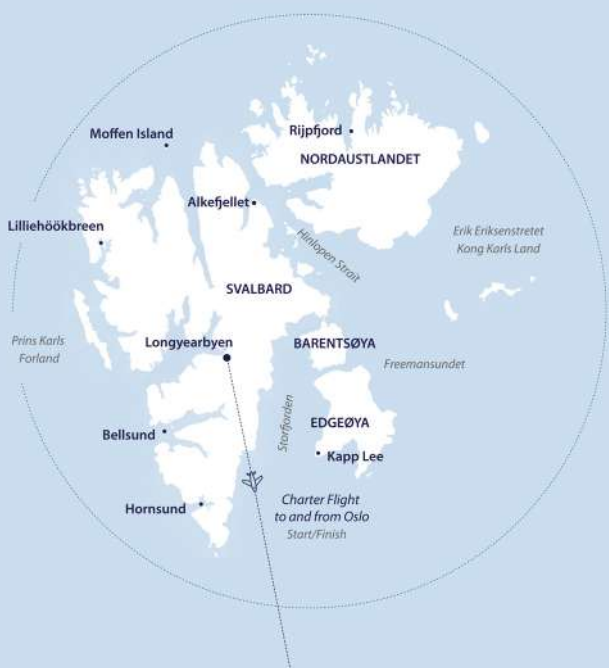 Moffen Island
Rijpfjord
NORDAUSTLANDET
Alkefjellet
Lilliehöökbreen
Erik Eriksenstretet
Kong Karls Land
Hinlopen Strait
SVALBARD
Prins Karls
Forland
Longyearbyen
BARENTSØYA
Freemansundet
Storfjorden
EDGEØYA
Bellsund
Kapp Lee
Hornsund
Charter Flight
to and from Oslo
Start/Finish